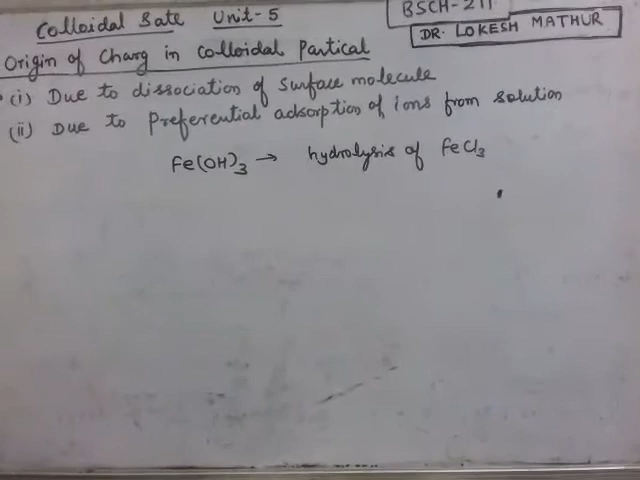 Colloidal Sate Unit-5
BSCH-211
DR. LOKESH MATHUR
Origin of Charg in colloidal Partical
(i) Due to dissociation of surface molecule
(ii) Due to Preferential adsorption of ions from solution
Fe(OH)3 → hydrolysis of FeCl3